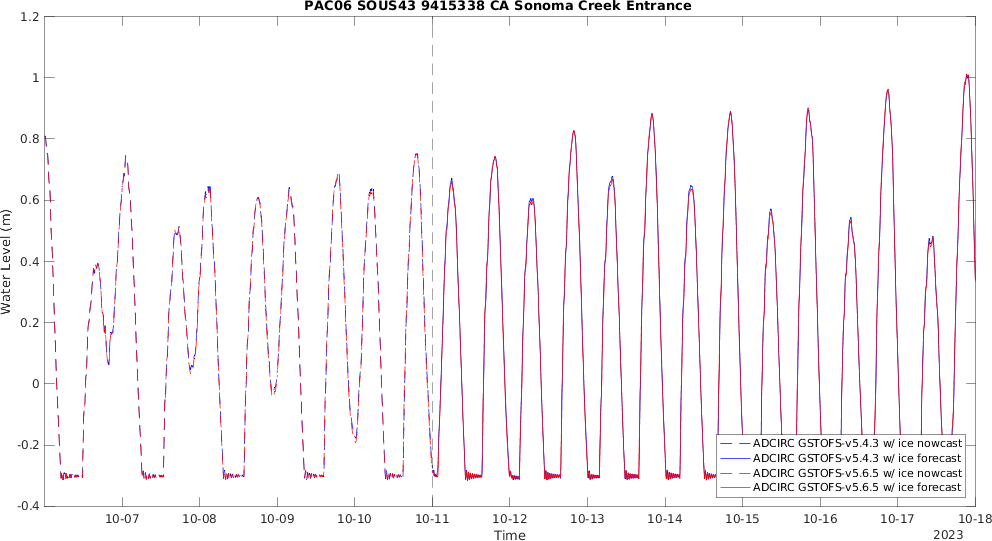 PAC06 SOUS43 9415338 CA Sonoma Creek Entrance
1.2
1
0.8
0.6
0.4
0.2
0
-0.2
-0.4
Water Level (m)
ADCIRC GSTOFS-v5.4.3 w/ ice nowcast
ADCIRC GSTOFS-v5.4.3 w/ ice forecast
ADCIRC GSTOFS-v5.6.5 w/ ice nowcast
ADCIRC GSTOFS-v5.6.5 w/ ice forecast
10-07 10-08 10-09 10-10 10-11 10-12 10-13 10-14 10-15 10-16 10-17 10-18
Time
2023